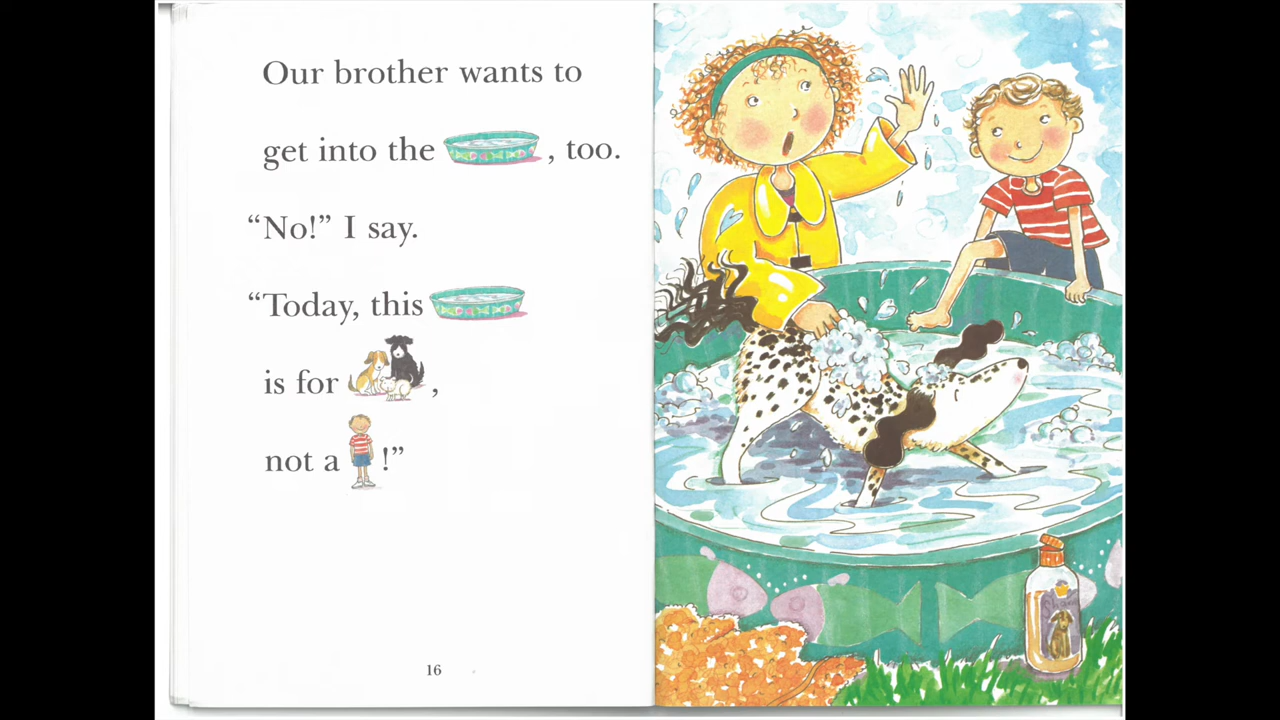 Our brother wants to
get into the , too.
“No!” I say.
“Today, this
is for ,
not a !”
16